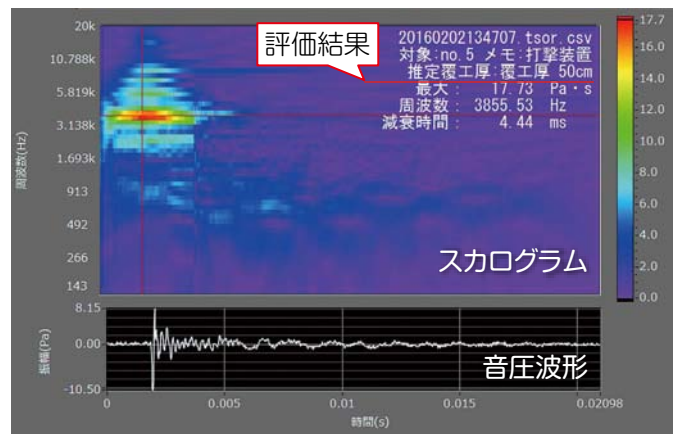 評価結果
20160202134707.tsor.csv
対象:no.5 メモ:打撃装置
推定覆工厚:覆工厚 50cm
最大: 17.73 Pa・s
周波数: 3855.53 Hz
減衰時間: 4.44 ms
周波数(Hz)
20k
10.788k
5.819k
3.138k
1.693k
913
492
266
143
スカログラム
17.7
16.0
14.0
12.0
10.0
8.0
6.0
4.0
2.0
0.0
振幅(Pa)
8.15
0.00
-10.50
音圧波形
0 0.005 0.01 0.015 0.02098
時間(s)